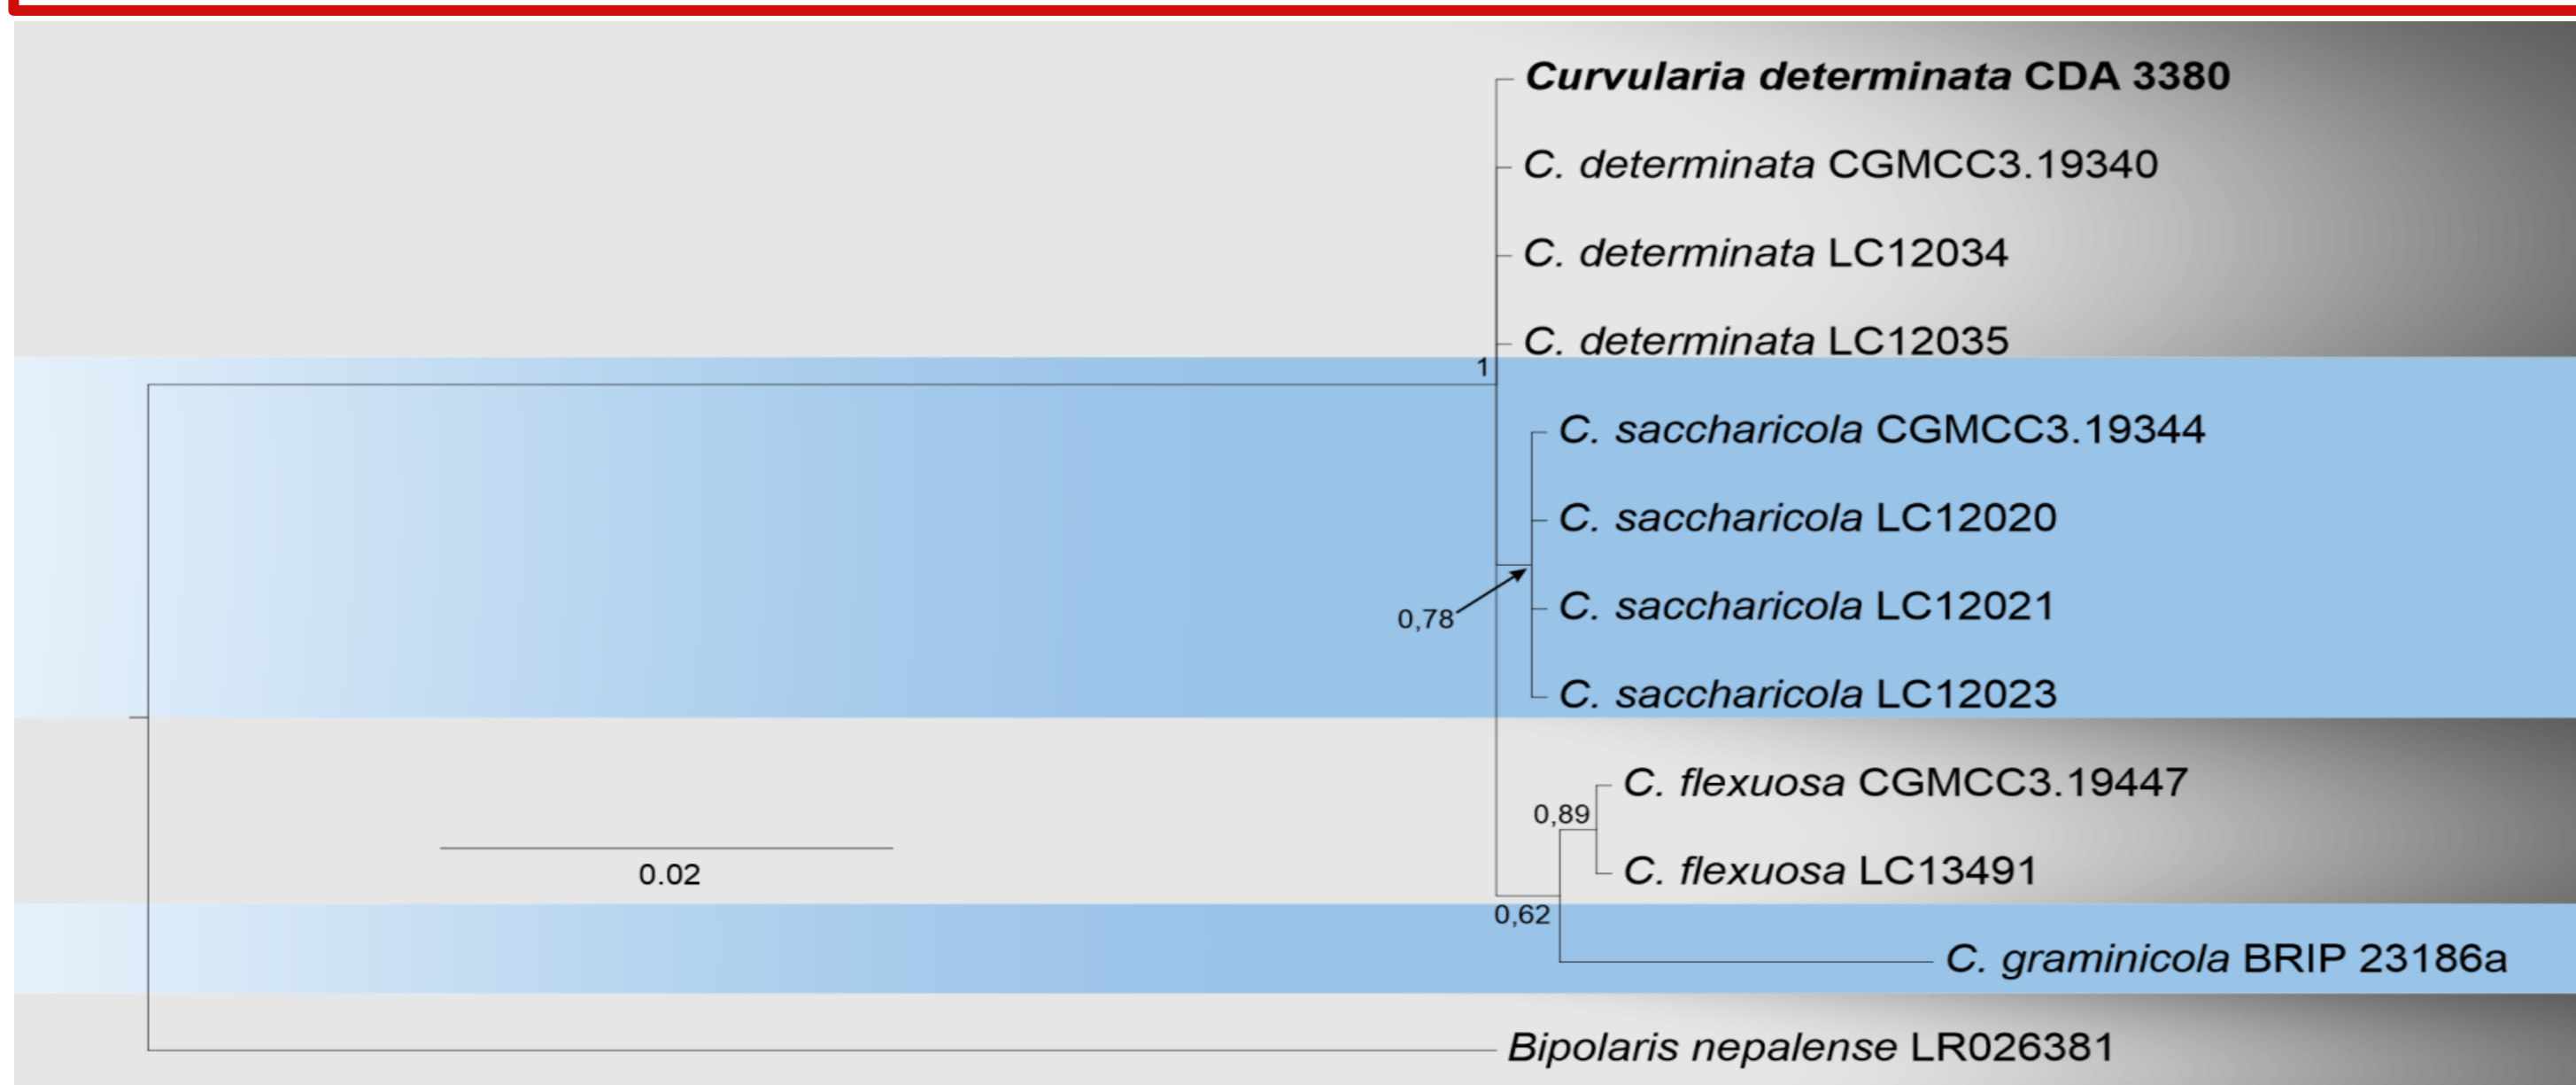 Curvularia determinata CDA 3380
C. determinata CGMCC3.19340
C. determinata LC12034
C. determinata LC12035
1
C. saccharicola CGMCC3.19344
C. saccharicola LC12020
C. saccharicola LC12021
0,78
C. saccharicola LC12023
C. flexuosa CGMCC3.19447
0,89
C. flexuosa LC13491
0.02
0,62
C. graminicola BRIP 23186a
Bipolaris nepalense LR026381